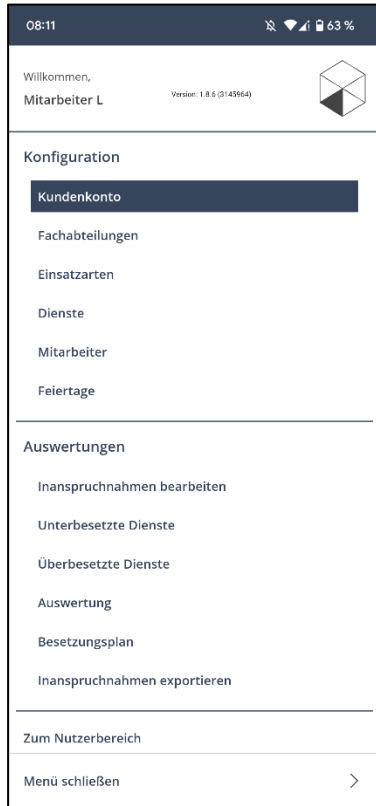 08:11 63 %
Willkommen,
Mitarbeiter L
Version: 1.8.6 (3145964)
Konfiguration
Kundenkonto
Fachabteilungen
Einsatzarten
Dienste
Mitarbeiter
Feiertage
Auswertungen
Inanspruchnahmen bearbeiten
Unterbesetzte Dienste
Überbesetzte Dienste
Auswertung
Besetzungsplan
Inanspruchnahmen exportieren
Zum Nutzerbereich
Menü schließen